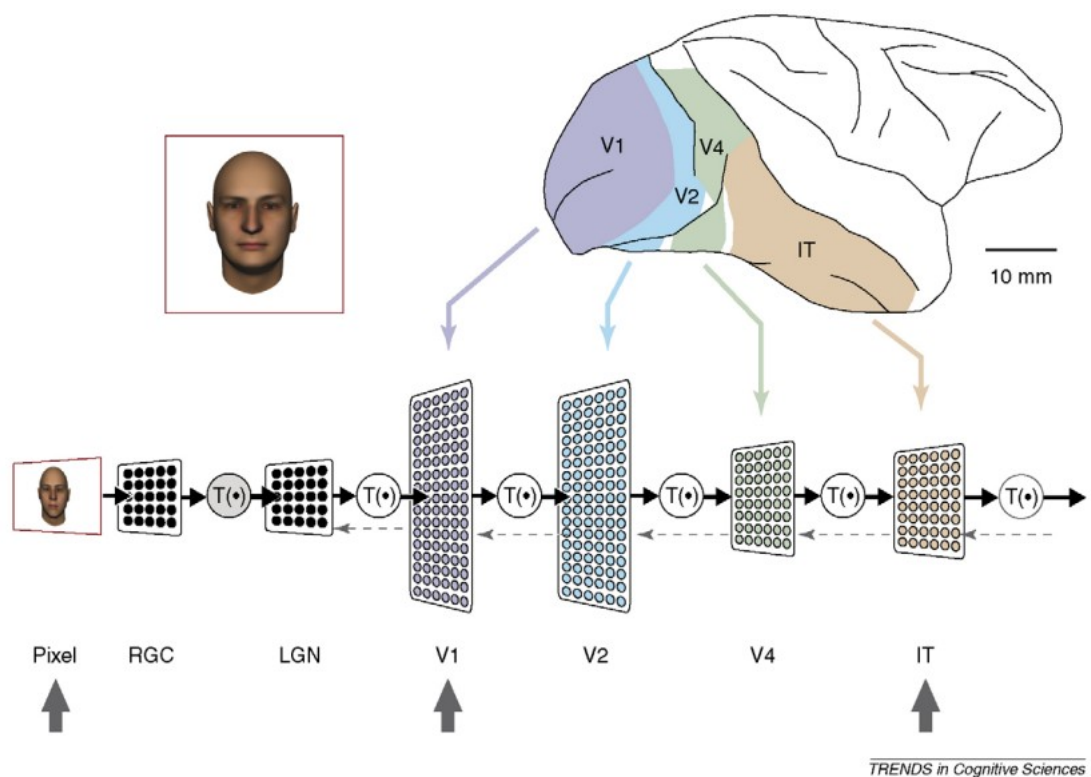 V1
V4
V2
IT
10 mm
T(•) T(•) T(•) T(•) T(•) T(•)
Pixel RGC LGN V1 V2 V4 IT
TRENDS in Cognitive Sciences